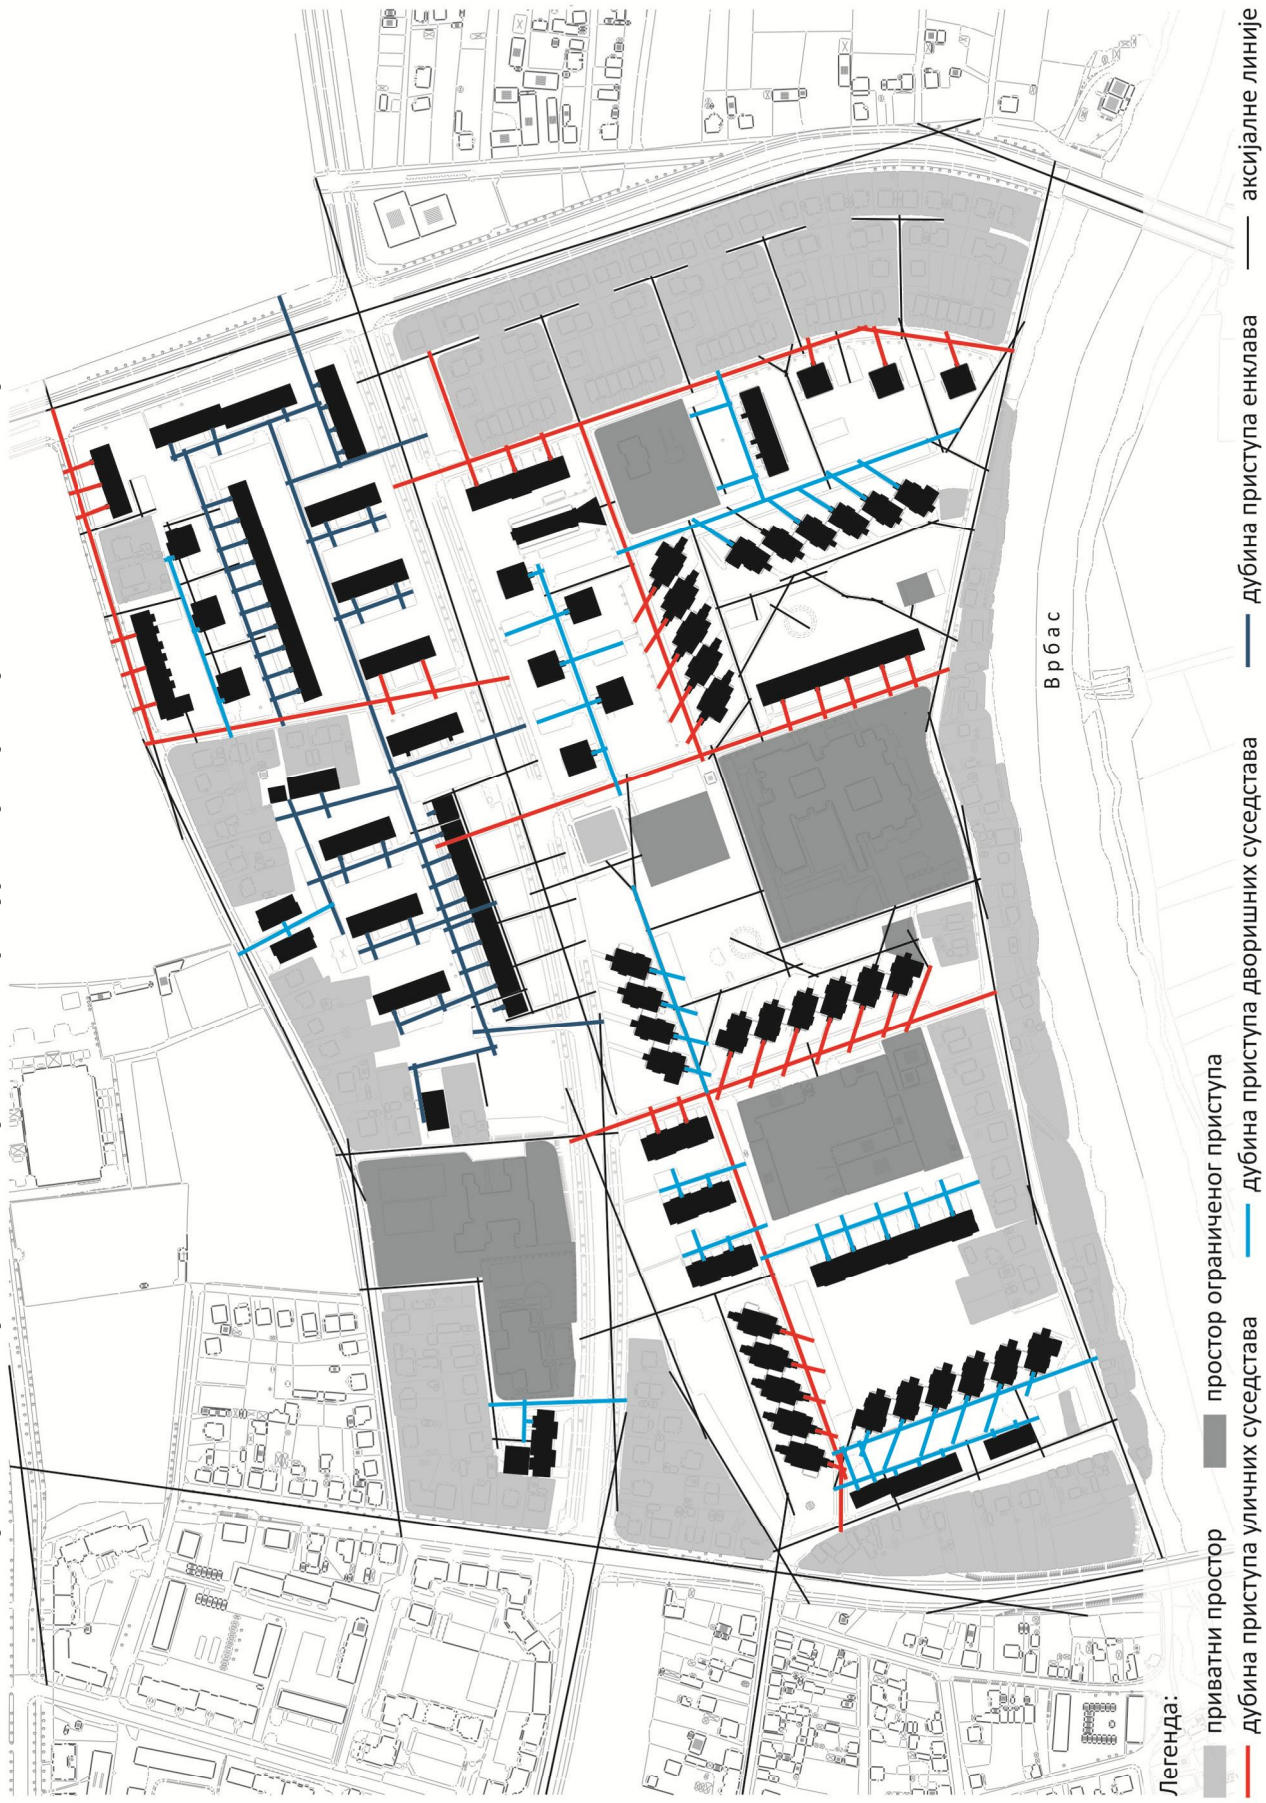 Врбас
Легенда:
приватни простор
простор ограниченог приступа
дубина приступа уличних суседстава
дубина приступа дворишних суседстава
дубина приступа енклава
аксијалне линије